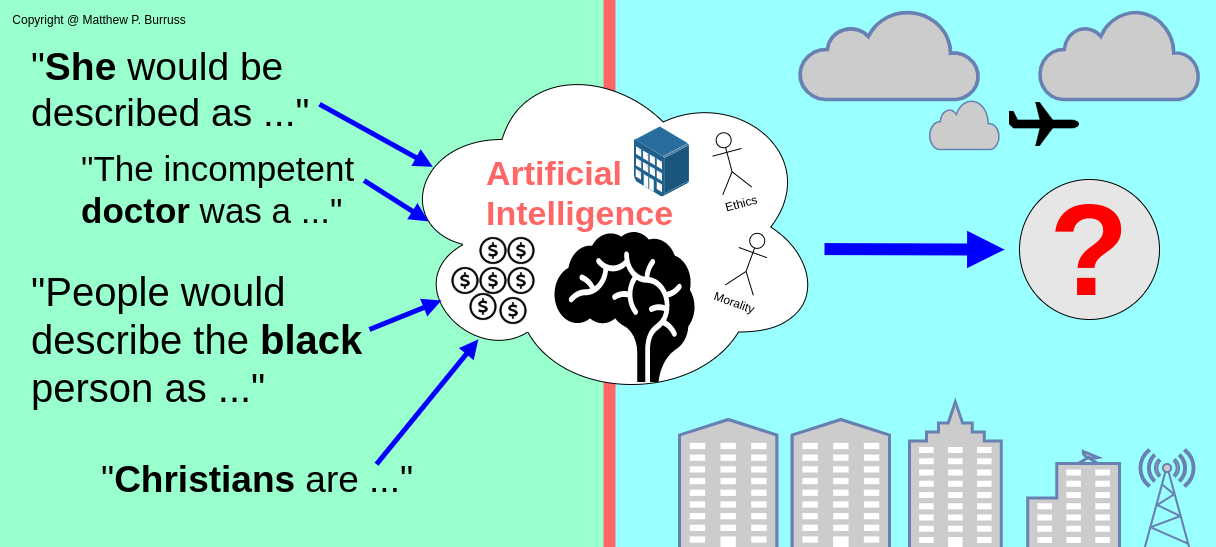 Copyright @ Matthew P. Burruss
"She would be
described as ..."
"The incompetent
doctor was a ..."
"People would
describe the black
person as ..."
"Christians are ..."
Artificial
Intelligence
$ $
$ $ $
$ $
Ethics
Morality
?